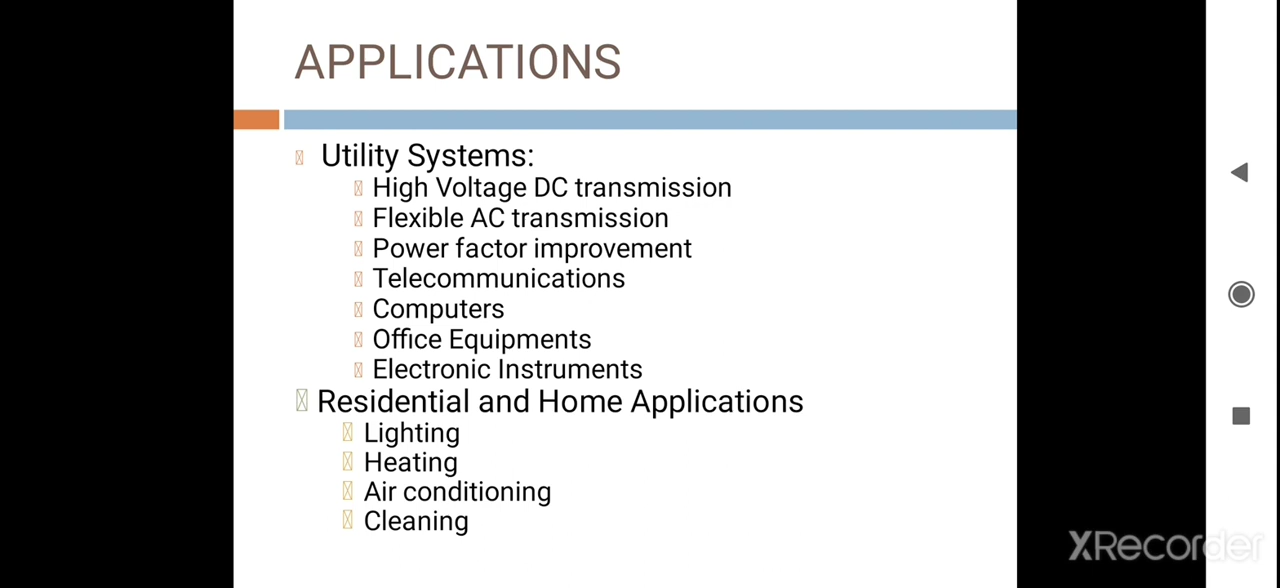 APPLICATIONS
Utility Systems:
High Voltage DC transmission
Flexible AC transmission
Power factor improvement
Telecommunications
Computers
Office Equipments
Electronic Instruments
Residential and Home Applications
Lighting
Heating
Air conditioning
Cleaning
XRecorder